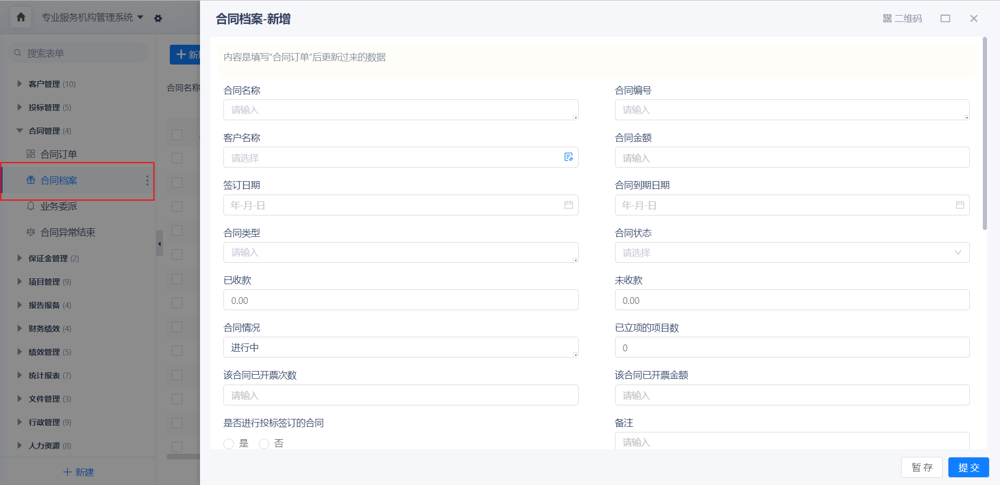 专业服务机构管理系统
搜索表单
客户管理 (10)
投标管理 (5)
合同管理 (4)
合同订单
合同档案
业务委派
合同异常结束
保证金管理 (2)
项目管理 (9)
报告报备 (4)
财务绩效 (4)
绩效管理 (5)
统计报表 (7)
文件管理 (3)
行政管理 (9)
人力资源 (8)
新建
合同名称
合同档案-新增
二维码
内容是填写“合同订单”后更新过来的数据
合同名称
请输入
合同编号
请输入
客户名称
请选择
合同金额
请输入
签订日期
年-月-日
合同到期日期
年-月-日
合同类型
请输入
合同状态
请选择
已收款
0.00
未收款
0.00
合同情况
进行中
已立项的项目数
0
该合同已开票次数
请输入
该合同已开票金额
请输入
是否进行投标签订的合同
是 否
备注
请输入
暂存
提交